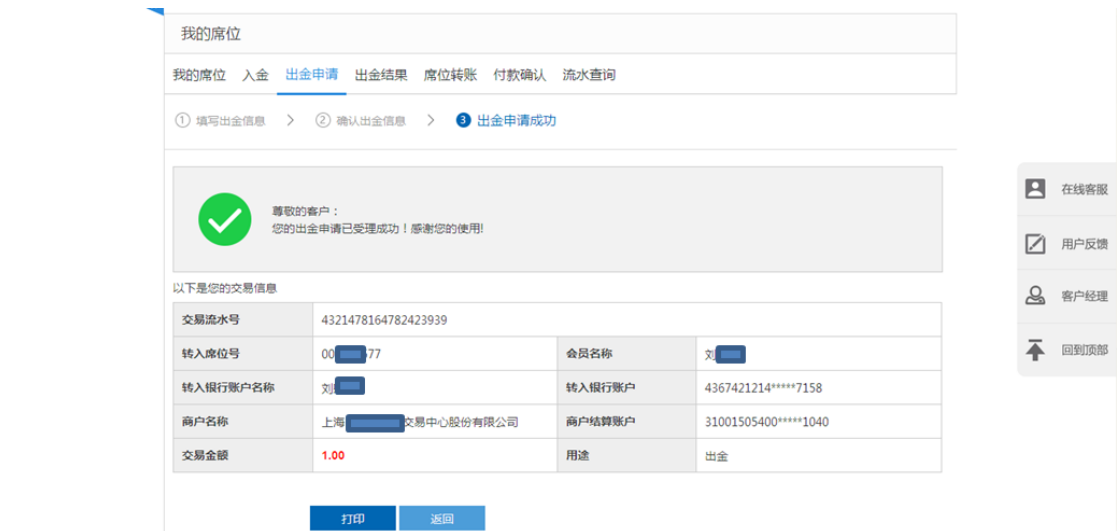 我的席位
我的席位 入金 出金申请 出金结果 席位转账 付款确认 流水查询
① 填写出金信息 > ② 确认出金信息 > 3 出金申请成功
尊敬的客户：
您的出金申请已受理成功！感谢您的使用!
以下是您的交易信息
交易流水号 4321478164782423939
转入席位号 00 77 会员名称 刘
转入银行账户名称 刘 转入银行账户 4367421214*****7158
商户名称 上海 交易中心股份有限公司 商户结算账户 31001505400*****1040
交易金额 1.00 用途 出金
打印 返回
在线客服
用户反馈
客户经理
回到顶部